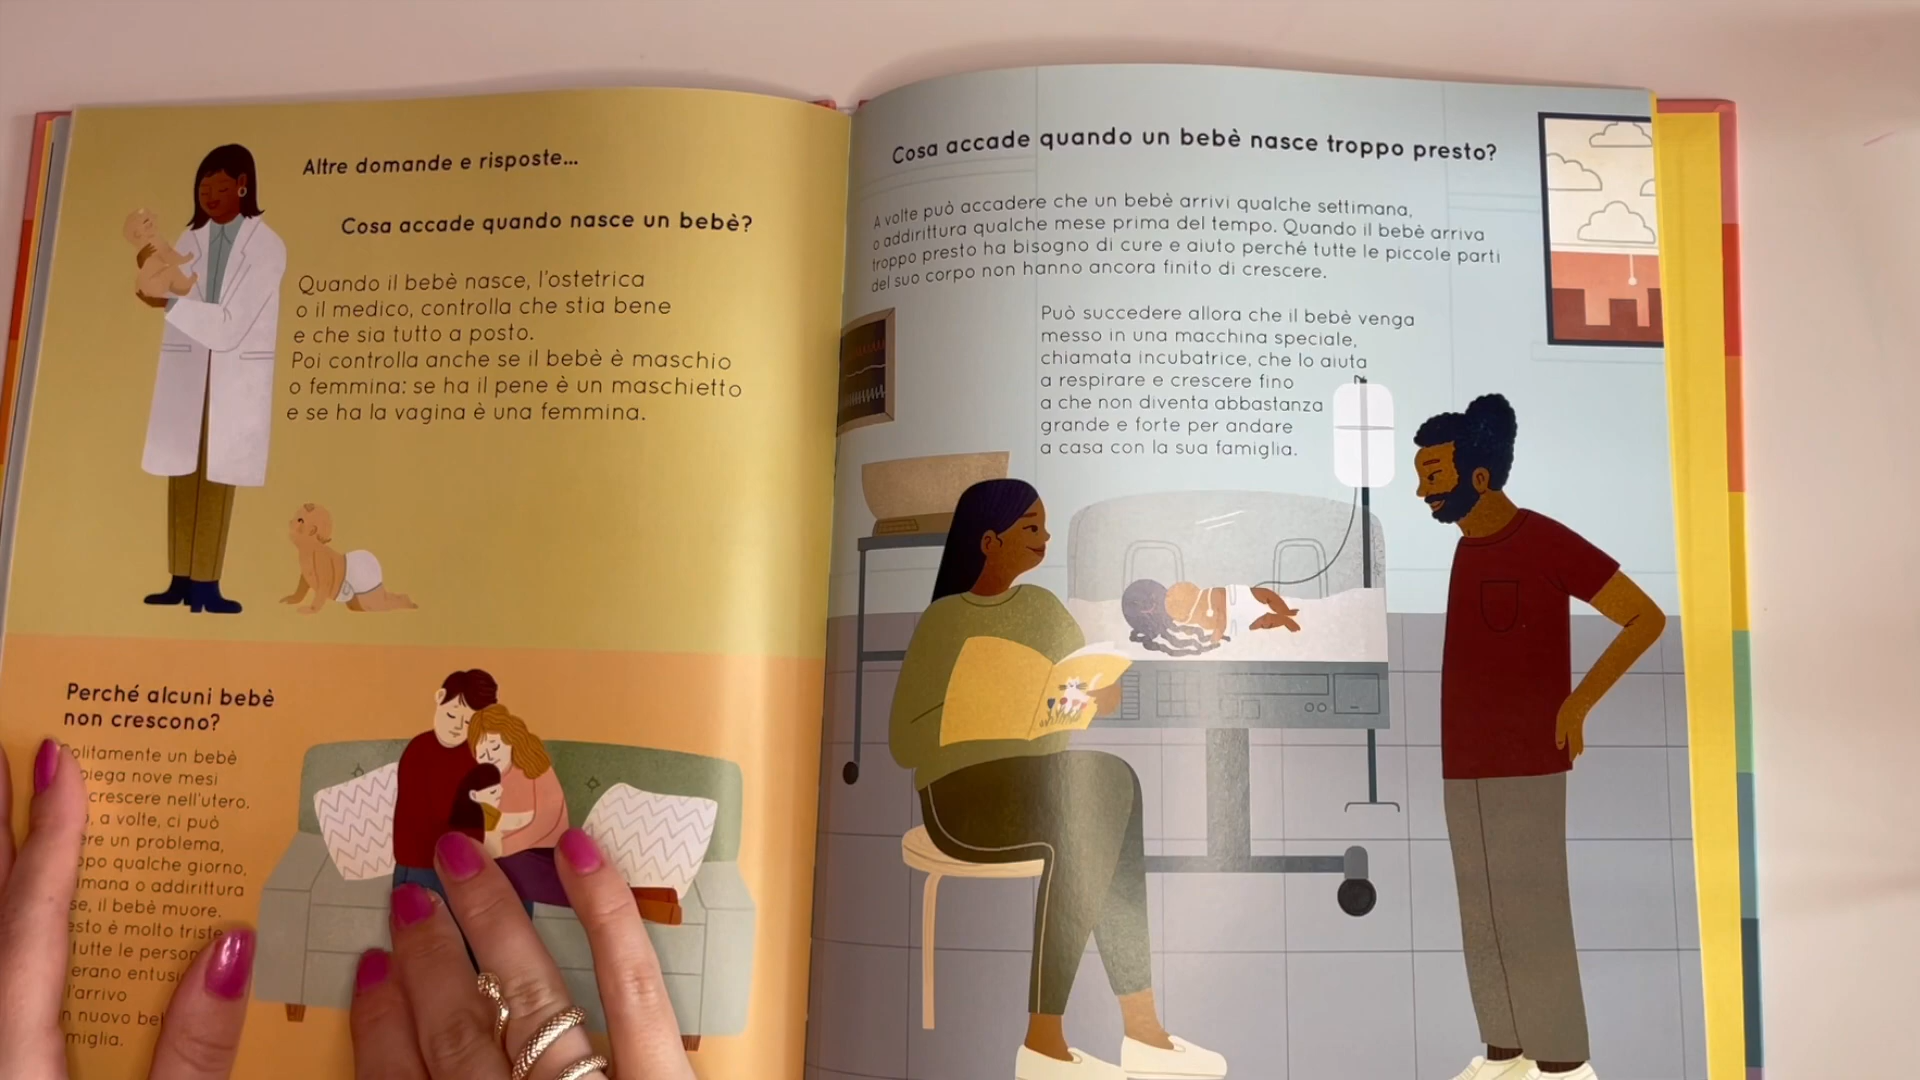 Altre domande e risposte...
Cosa accade quando nasce un bebè?
Quando il bebè nasce, l'ostetrica
o il medico, controlla che stia bene
e che sia tutto a posto.
Poi controlla anche se il bebè è maschio
o femmina: se ha il pene è un maschietto
e se ha la vagina è una femmina.
Perché alcuni bebè
non crescono?
un bebè
nove mesi
crescere nell'utero.
a volte, ci può
un problema,
qualche giorno,
o addirittura
il bebè muore.
è molto triste
tutte le
erano
l'arrivo
nuovo
Cosa accade quando un bebè nasce troppo presto?
A volte può accadere che un bebè arrivi qualche settimana,
o addirittura qualche mese prima del tempo. Quando il bebè arriva
troppo presto ha bisogno di cure e aiuto perché tutte le piccole parti
del suo corpo non hanno ancora finito di crescere.
Può succedere allora che il bebè venga
messo in una macchina speciale,
chiamata incubatrice, che lo aiuta
a respirare e crescere fino
a che non diventa abbastanza
grande e forte per andare
a casa con la sua famiglia.